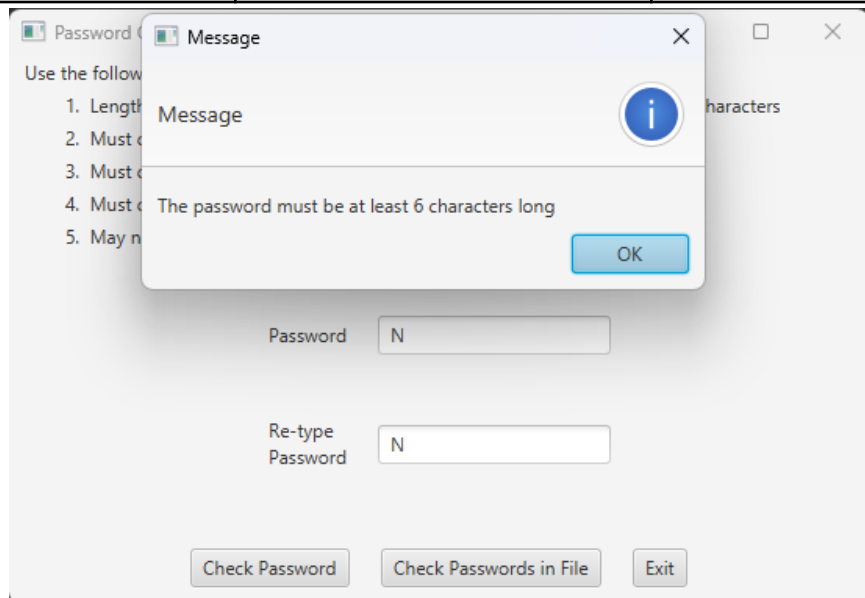 Password
Message
Use the follow
Message
1. Length
haracters
2. Must
3. Must
4. Must
The password must be at least 6 characters long
5. May n
OK
Password N
Re-type
Password N
Check Password Check Passwords in File Exit